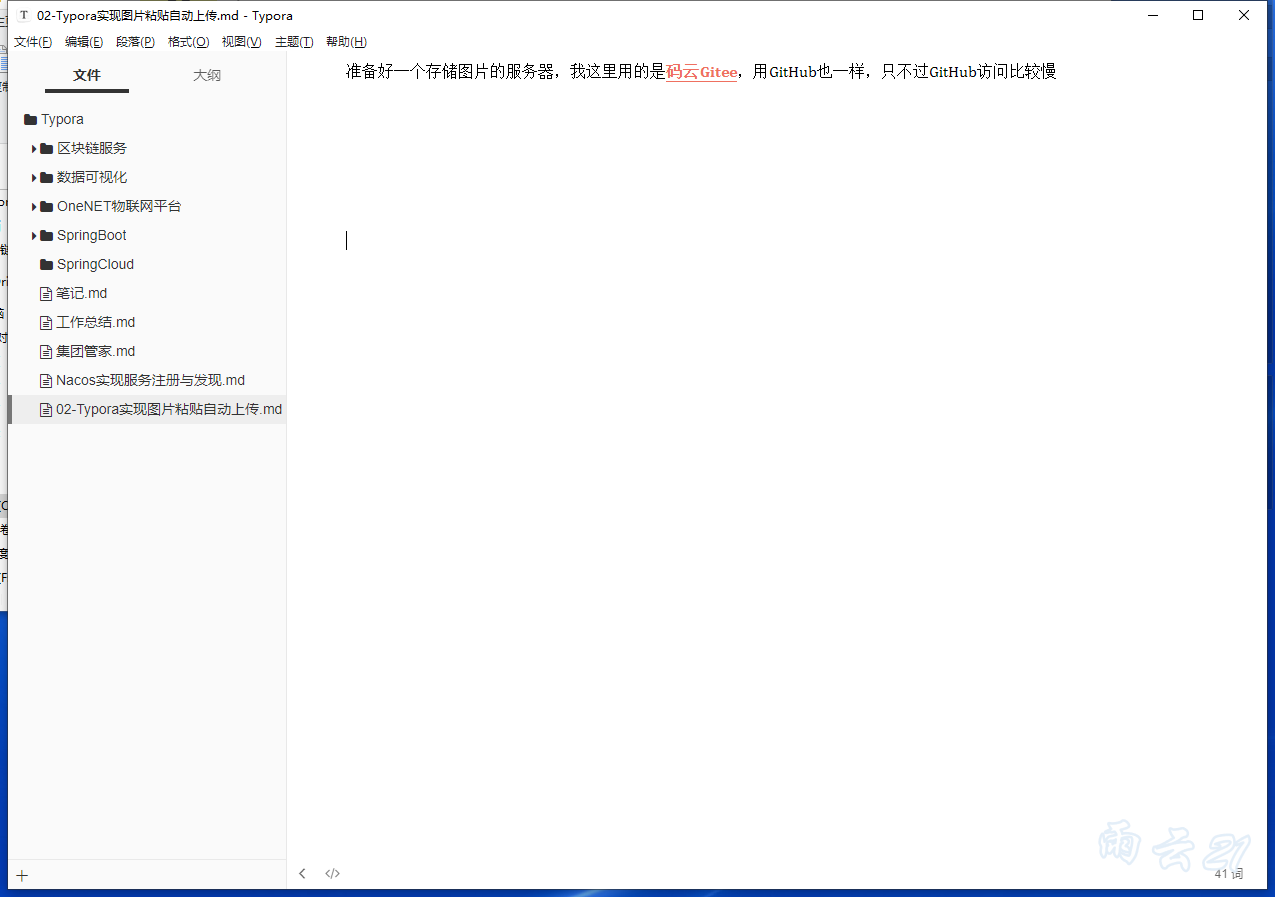 T 02-Typora实现图片粘贴自动上传.md - Typora
文件(F) 编辑(E) 段落(P) 格式(O) 视图(V) 主题(T) 帮助(H)
文件 大纲
准备好一个存储图片的服务器，我这里用的是码云Gitee，用GitHub也一样，只不过GitHub访问比较慢
Typora
区块链服务
数据可视化
OneNET物联网平台
SpringBoot
SpringCloud
笔记.md
工作总结.md
集团管家.md
Nacos实现服务注册与发现.md
02-Typora实现图片粘贴自动上传.md
雨云21
41 词